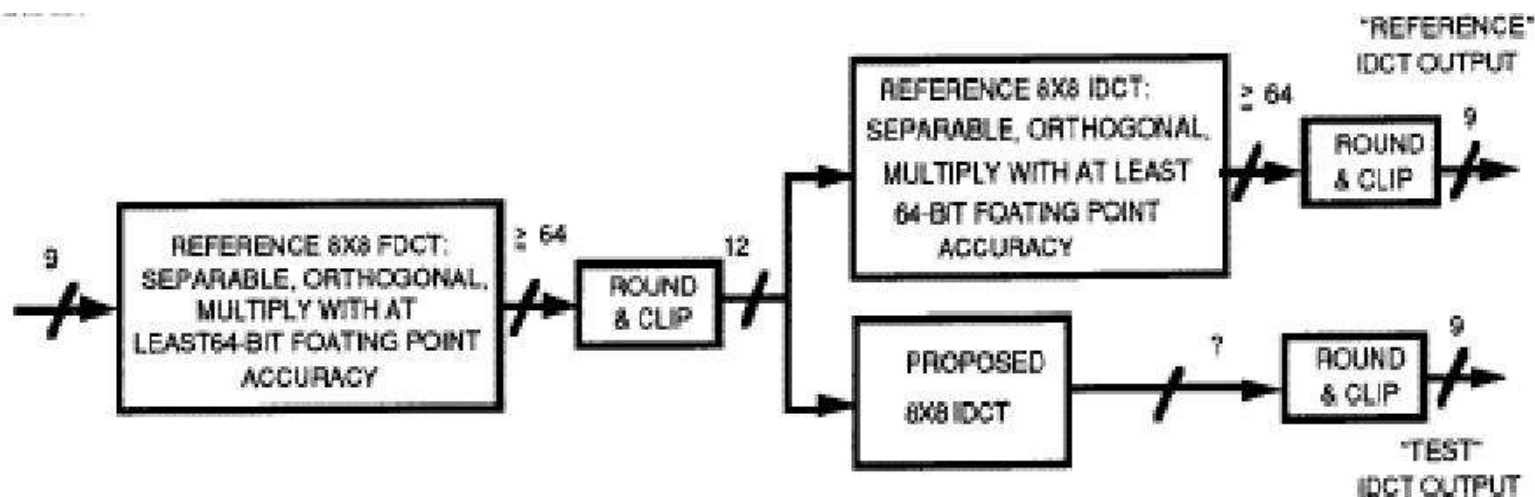 "REFERENCE"
IDCT OUTPUT
REFERENCE 8X8 IDCT:
SEPARABLE, ORTHOGONAL,
MULTIPLY WITH AT LEAST
64-BIT FOATING POINT
ACCURACY
≥ 64
ROUND
& CLIP
9
9
REFERENCE 8X8 FDCT:
SEPARABLE, ORTHOGONAL,
MULTIPLY WITH AT
LEAST64-BIT FOATING POINT
ACCURACY
≥ 64
ROUND
& CLIP
12
PROPOSED
8X8 IDCT
?
ROUND
& CLIP
9
"TEST"
IDCT OUTPUT